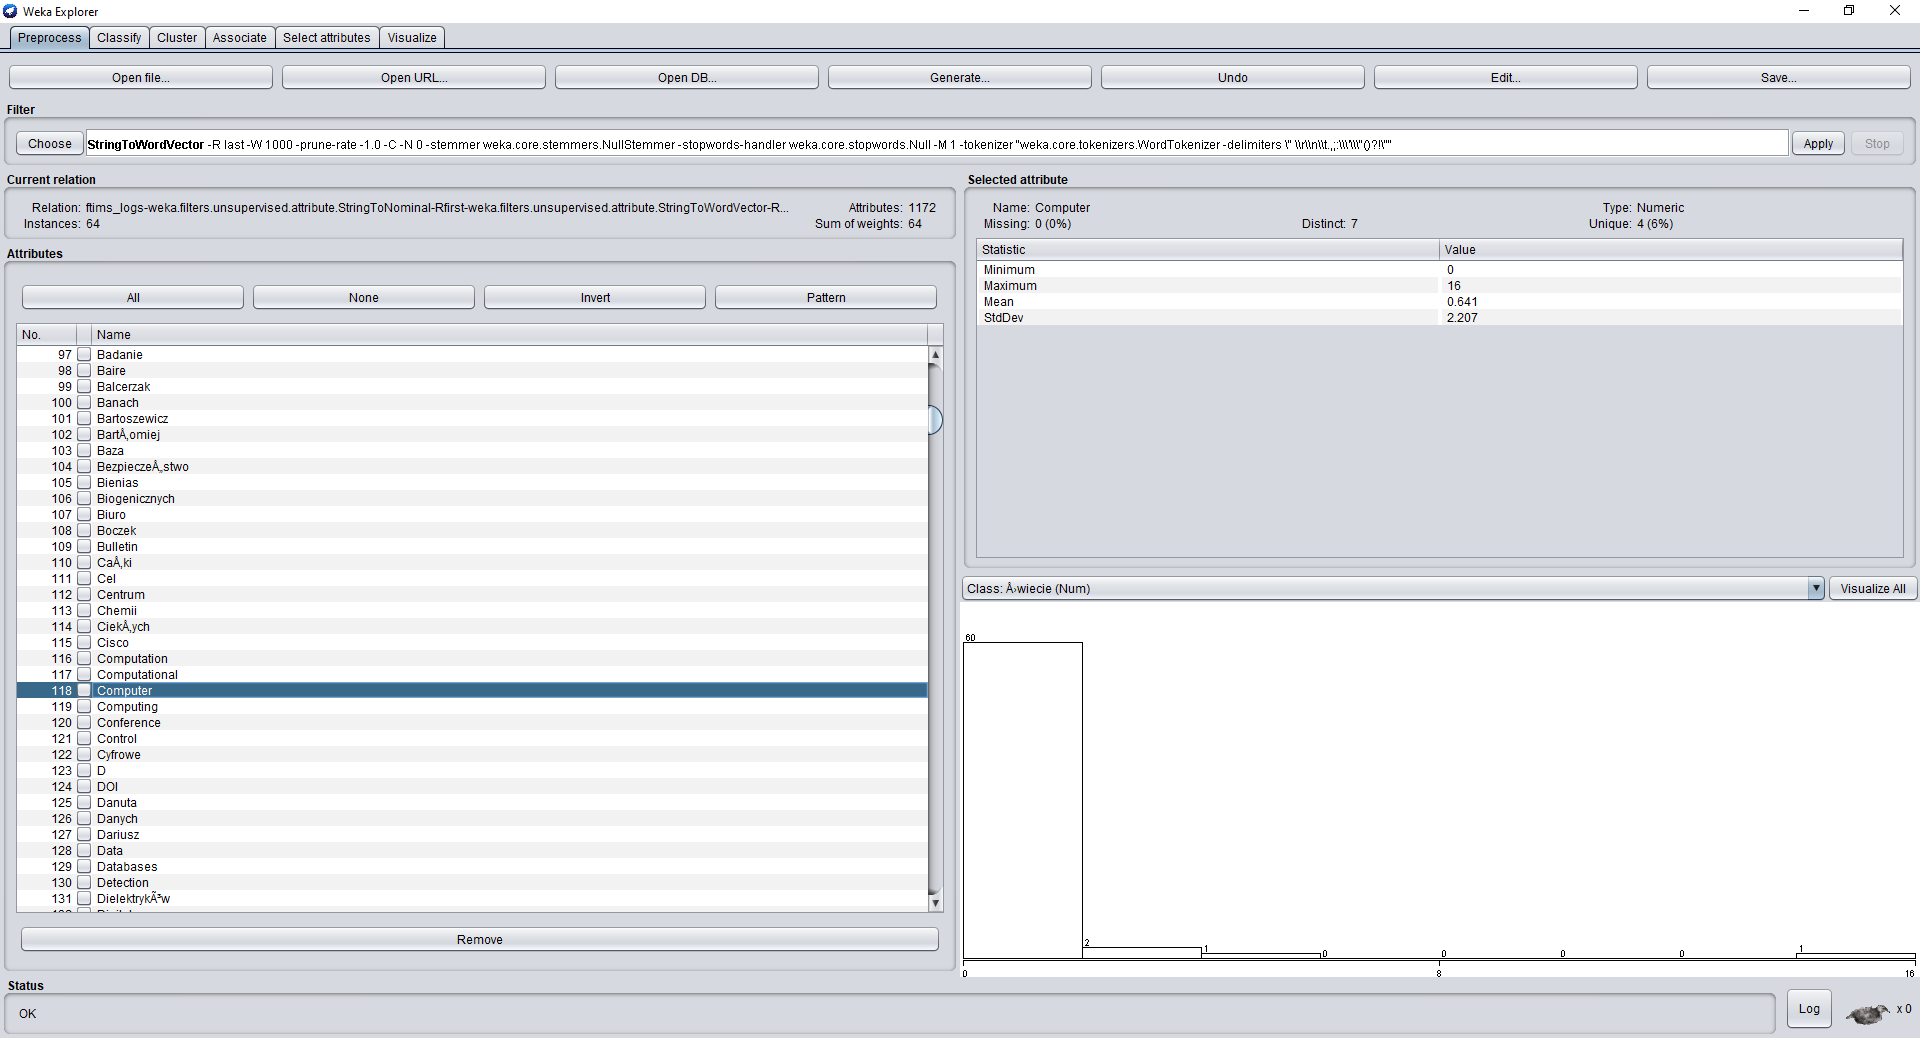 Weka Explorer
Preprocess Classify Cluster Associate Select attributes Visualize
Open file... Open URL... Open DB... Generate... Undo Edit... Save...
Filter
Choose StringToWordVector -R last -W 1000 -prune-rate -1.0 -C -N 0 -stemmer weka.core.stemmers.NullStemmer -stopwords-handler weka.core.stopwords.Null -M 1 -tokenizer "weka.core.tokenizers.WordTokenizer -delimiters \" \\r\\n\\t.,;:\\\'\\\"()?!\"" Apply Stop
Current relation
Relation: ftims_logs-weka.filters.unsupervised.attribute.StringToNominal-Rfirst-weka.filters.unsupervised.attribute.StringToWordVector-R... Attributes: 1172
Instances: 64 Sum of weights: 64
Attributes
All None Invert Pattern
No. Name
97 Badanie
98 Baire
99 Balcerzak
100 Banach
101 Bartoszewicz
102 BartÅ‚omiej
103 Baza
104 BezpieczeÅ„stwo
105 Bienias
106 Biogenicznych
107 Biuro
108 Boczek
109 Bulletin
110 CaÅ‚ki
111 Cel
112 Centrum
113 Chemii
114 CiekÅ‚ych
115 Cisco
116 Computation
117 Computational
118 Computer
119 Computing
120 Conference
121 Control
122 Cyfrowe
123 D
124 DOI
125 Danuta
126 Danych
127 Dariusz
128 Data
129 Databases
130 Detection
131 DielektrykÃ³w
Remove
Selected attribute
Name: Computer Type: Numeric
Missing: 0 (0%) Distinct: 7 Unique: 4 (6%)
Statistic Value
Minimum 0
Maximum 16
Mean 0.641
StdDev 2.207
Class: Å›wiecie (Num) Visualize All
60
2 1 0 0 0 0 1
0 8 16
Status
OK Log x 0